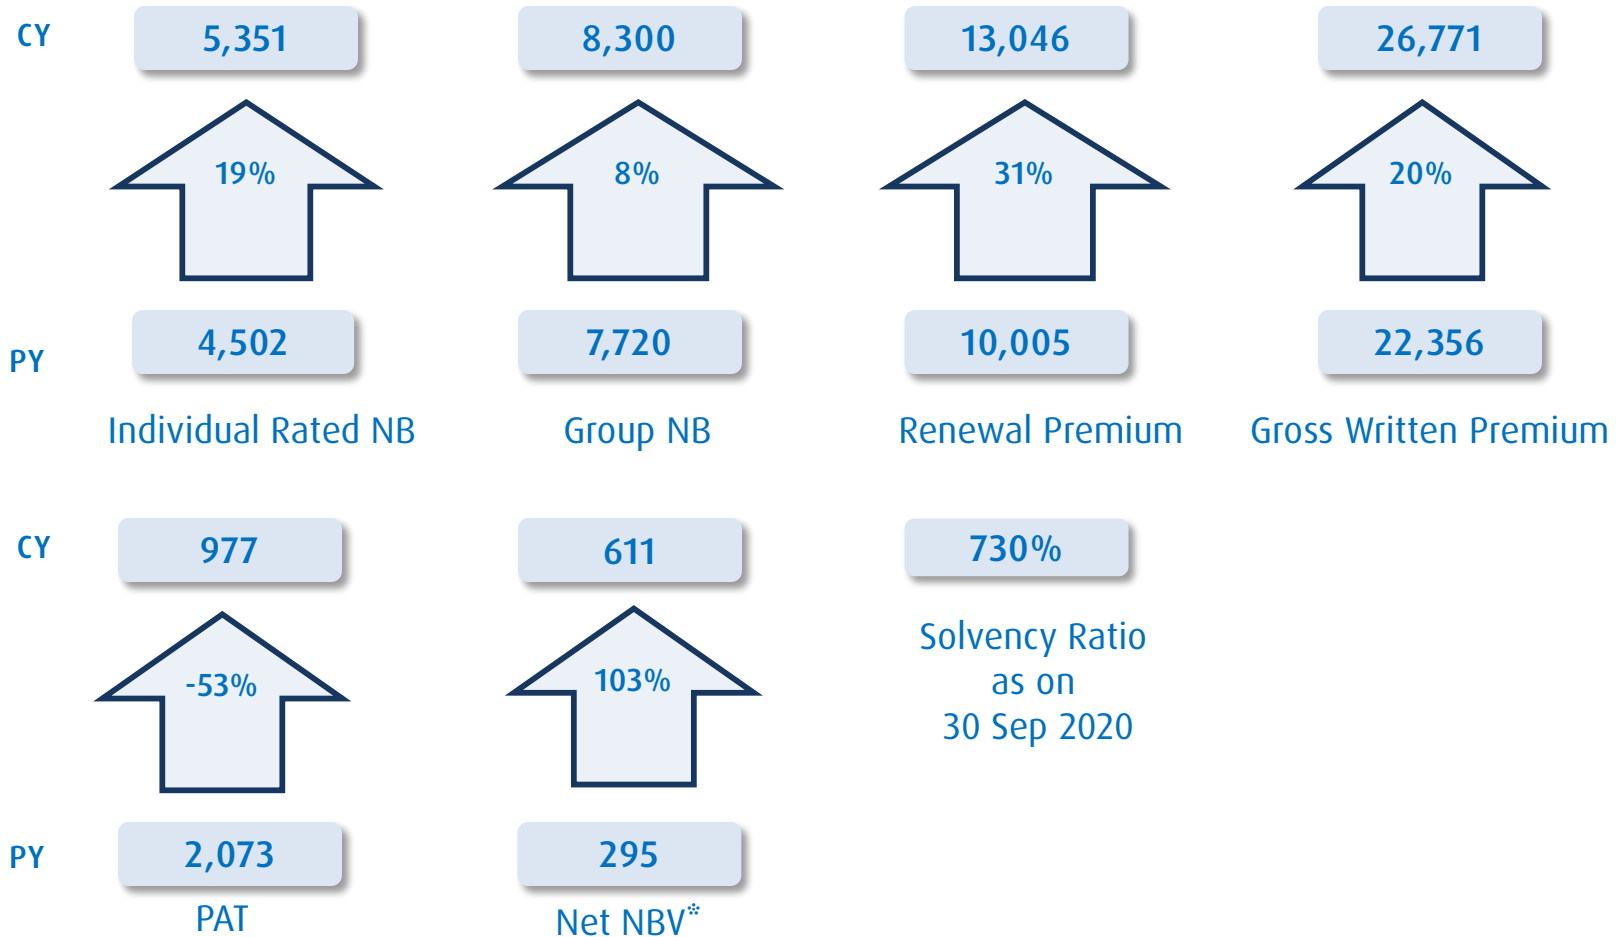 CY 5,351 8,300 13,046 26,771
19% 8% 31% 20%
PY 4,502 7,720 10,005 22,356
Individual Rated NB Group NB Renewal Premium Gross Written Premium
CY 977 611 730%
-53% 103% Solvency Ratio
as on
30 Sep 2020
PY 2,073 295
PAT Net NBV*